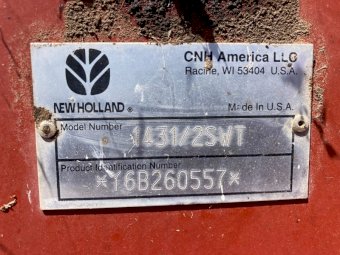 CNH America LLC
Racine, WI 53404 U.S.A.
NEW HOLLAND
Made in U.S.A.
Model Number
1431/2SWT
Product Identification Number
*Y6B260557*